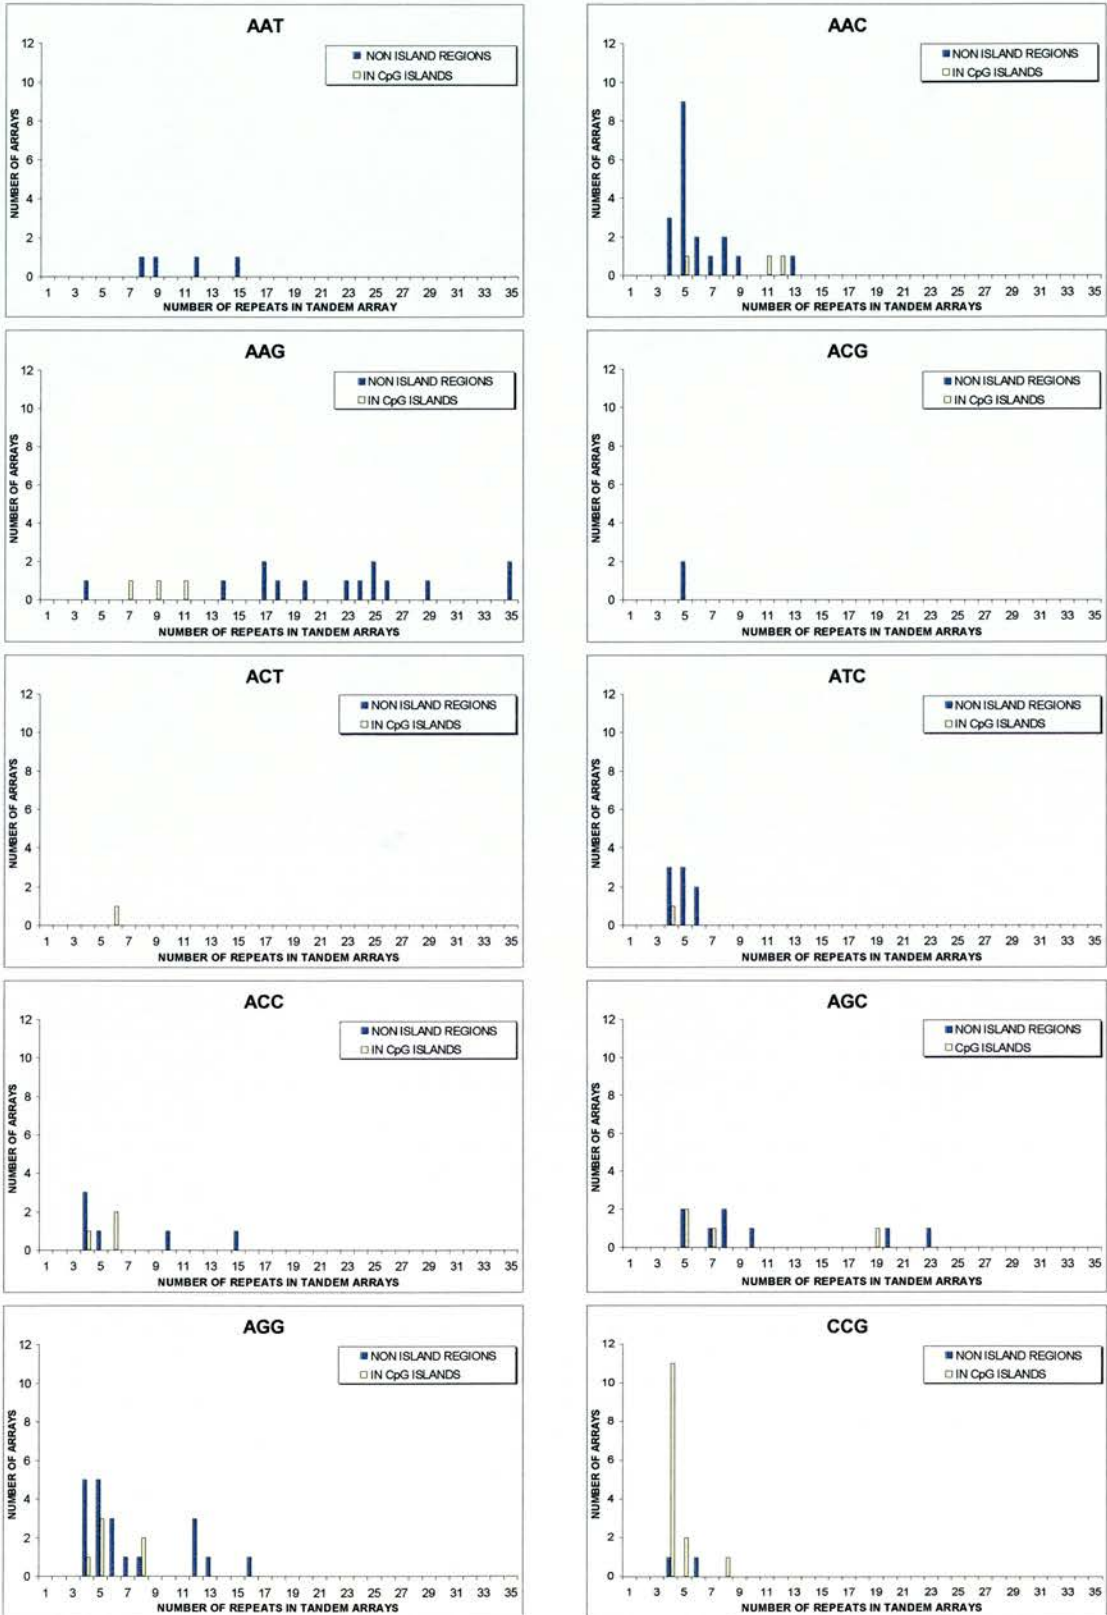 AAT
NON ISLAND REGIONS
IN CpG ISLANDS
NUMBER OF ARRAYS
12
10
8
6
4
2
0
1 3 5 7 9 11 13 15 17 19 21 23 25 27 29 31 33 35
NUMBER OF REPEATS IN TANDEM ARRAY
AAC
NON ISLAND REGIONS
IN CpG ISLANDS
NUMBER OF ARRAYS
12
10
8
6
4
2
0
1 3 5 7 9 11 13 15 17 19 21 23 25 27 29 31 33 35
NUMBER OF REPEATS IN TANDEM ARRAYS
AAG
NON ISLAND REGIONS
IN CpG ISLANDS
NUMBER OF ARRAYS
12
10
8
6
4
2
0
1 3 5 7 9 11 13 15 17 19 21 23 25 27 29 31 33 35
NUMBER OF REPEATS IN TANDEM ARRAYS
ACG
NON ISLAND REGIONS
IN CpG ISLANDS
NUMBER OF ARRAYS
12
10
8
6
4
2
0
1 3 5 7 9 11 13 15 17 19 21 23 25 27 29 31 33 35
NUMBER OF REPEATS IN TANDEM ARRAYS
ACT
NON ISLAND REGIONS
IN CpG ISLANDS
NUMBER OF ARRAYS
12
10
8
6
4
2
0
1 3 5 7 9 11 13 15 17 19 21 23 25 27 29 31 33 35
NUMBER OF REPEATS IN TANDEM ARRAYS
ATC
NON ISLAND REGIONS
IN CpG ISLANDS
NUMBER OF ARRAYS
12
10
8
6
4
2
0
1 3 5 7 9 11 13 15 17 19 21 23 25 27 29 31 33 35
NUMBER OF REPEATS IN TANDEM ARRAYS
ACC
NON ISLAND REGIONS
IN CpG ISLANDS
NUMBER OF ARRAYS
12
10
8
6
4
2
0
1 3 5 7 9 11 13 15 17 19 21 23 25 27 29 31 33 35
NUMBER OF REPEATS IN TANDEM ARRAYS
AGC
NON ISLAND REGIONS
CpG ISLANDS
NUMBER OF ARRAYS
12
10
8
6
4
2
0
1 3 5 7 9 11 13 15 17 19 21 23 25 27 29 31 33 35
NUMBER OF REPEATS IN TANDEM ARRAYS
AGG
NON ISLAND REGIONS
IN CpG ISLANDS
NUMBER OF ARRAYS
12
10
8
6
4
2
0
1 3 5 7 9 11 13 15 17 19 21 23 25 27 29 31 33 35
NUMBER OF REPEATS IN TANDEM ARRAYS
CCG
NON ISLAND REGIONS
IN CpG ISLANDS
NUMBER OF ARRAYS
12
10
8
6
4
2
0
1 3 5 7 9 11 13 15 17 19 21 23 25 27 29 31 33 35
NUMBER OF REPEATS IN TANDEM ARRAYS